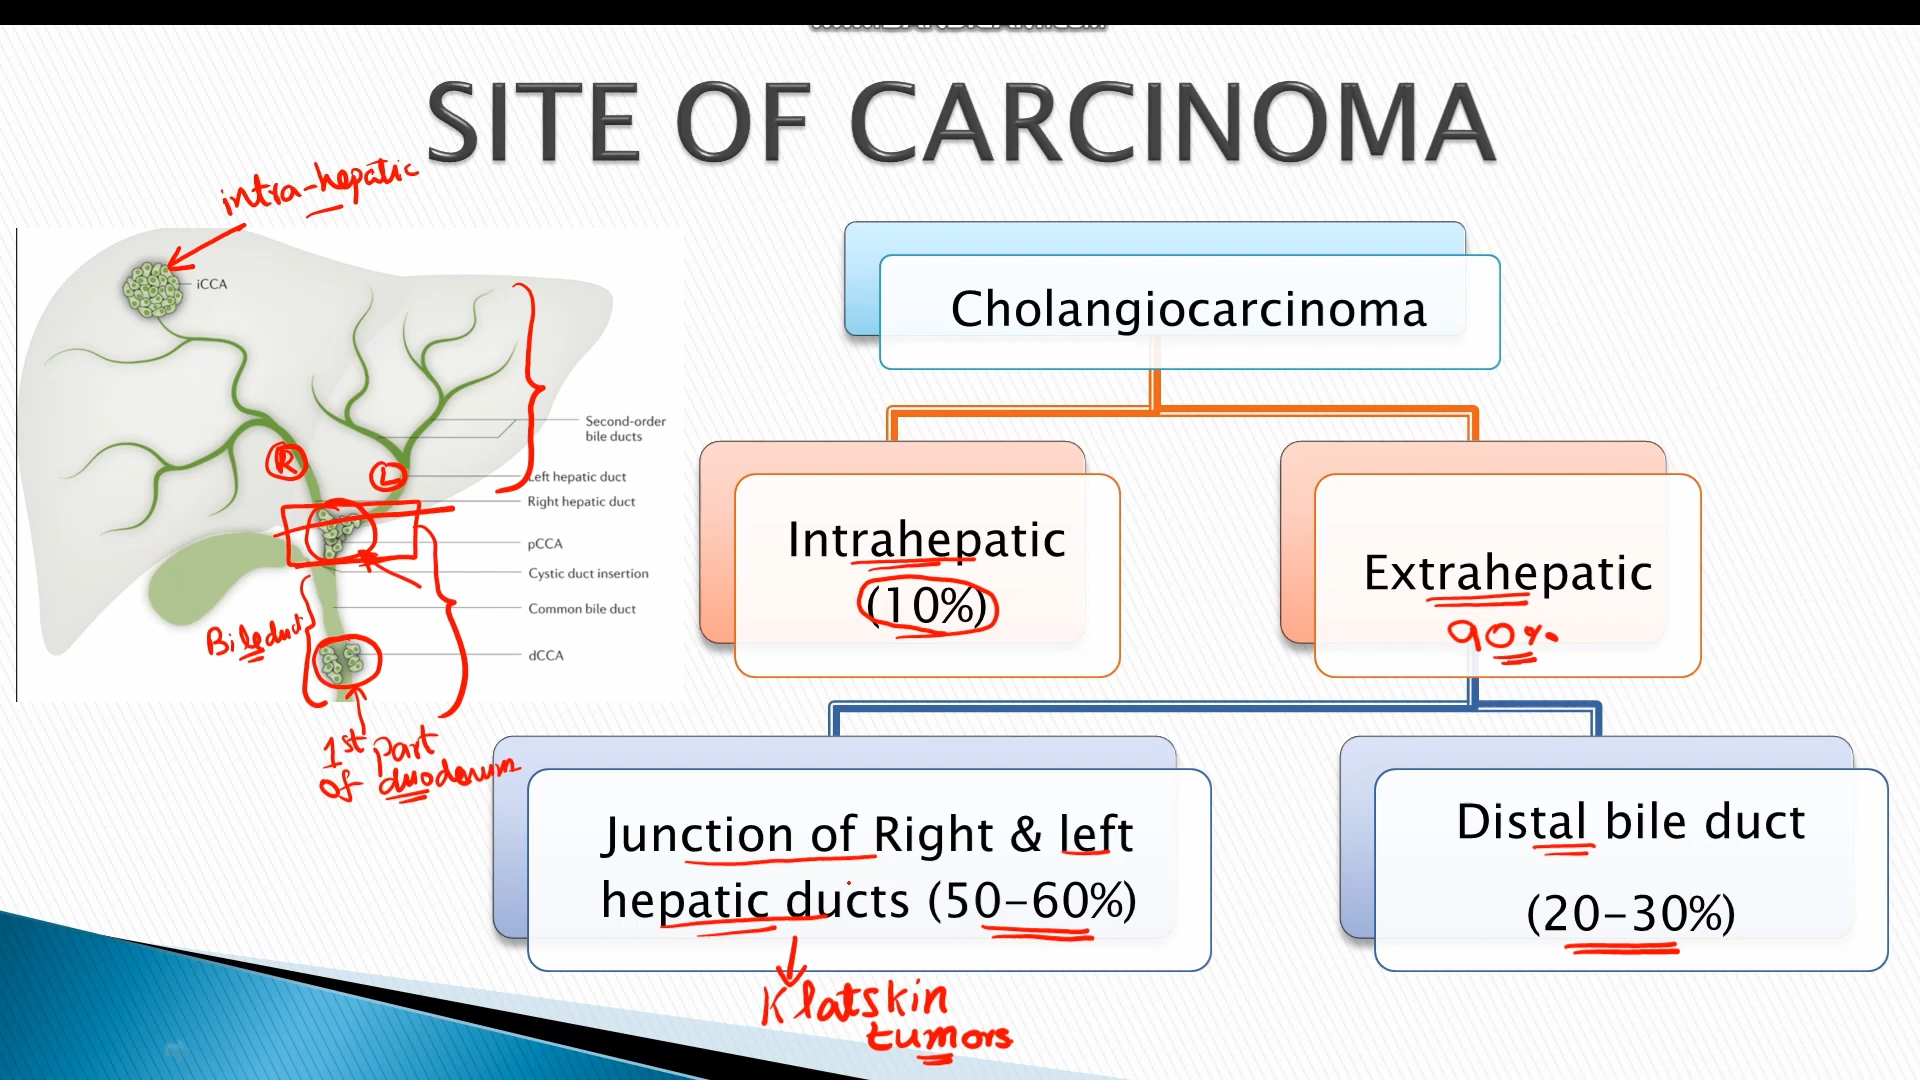 SITE OF CARCINOMA
intra-hepatic
iCCA
Second-order
bile ducts
R
L
Left hepatic duct
Right hepatic duct
pCCA
Cystic duct insertion
Common bile duct
Bile duct
dCCA
1st part
of duodenum
Cholangiocarcinoma
Intrahepatic
(10%)
Extrahepatic
90%
Junction of Right & left
hepatic ducts (50-60%)
Klatskin
tumors
Distal bile duct
(20-30%)